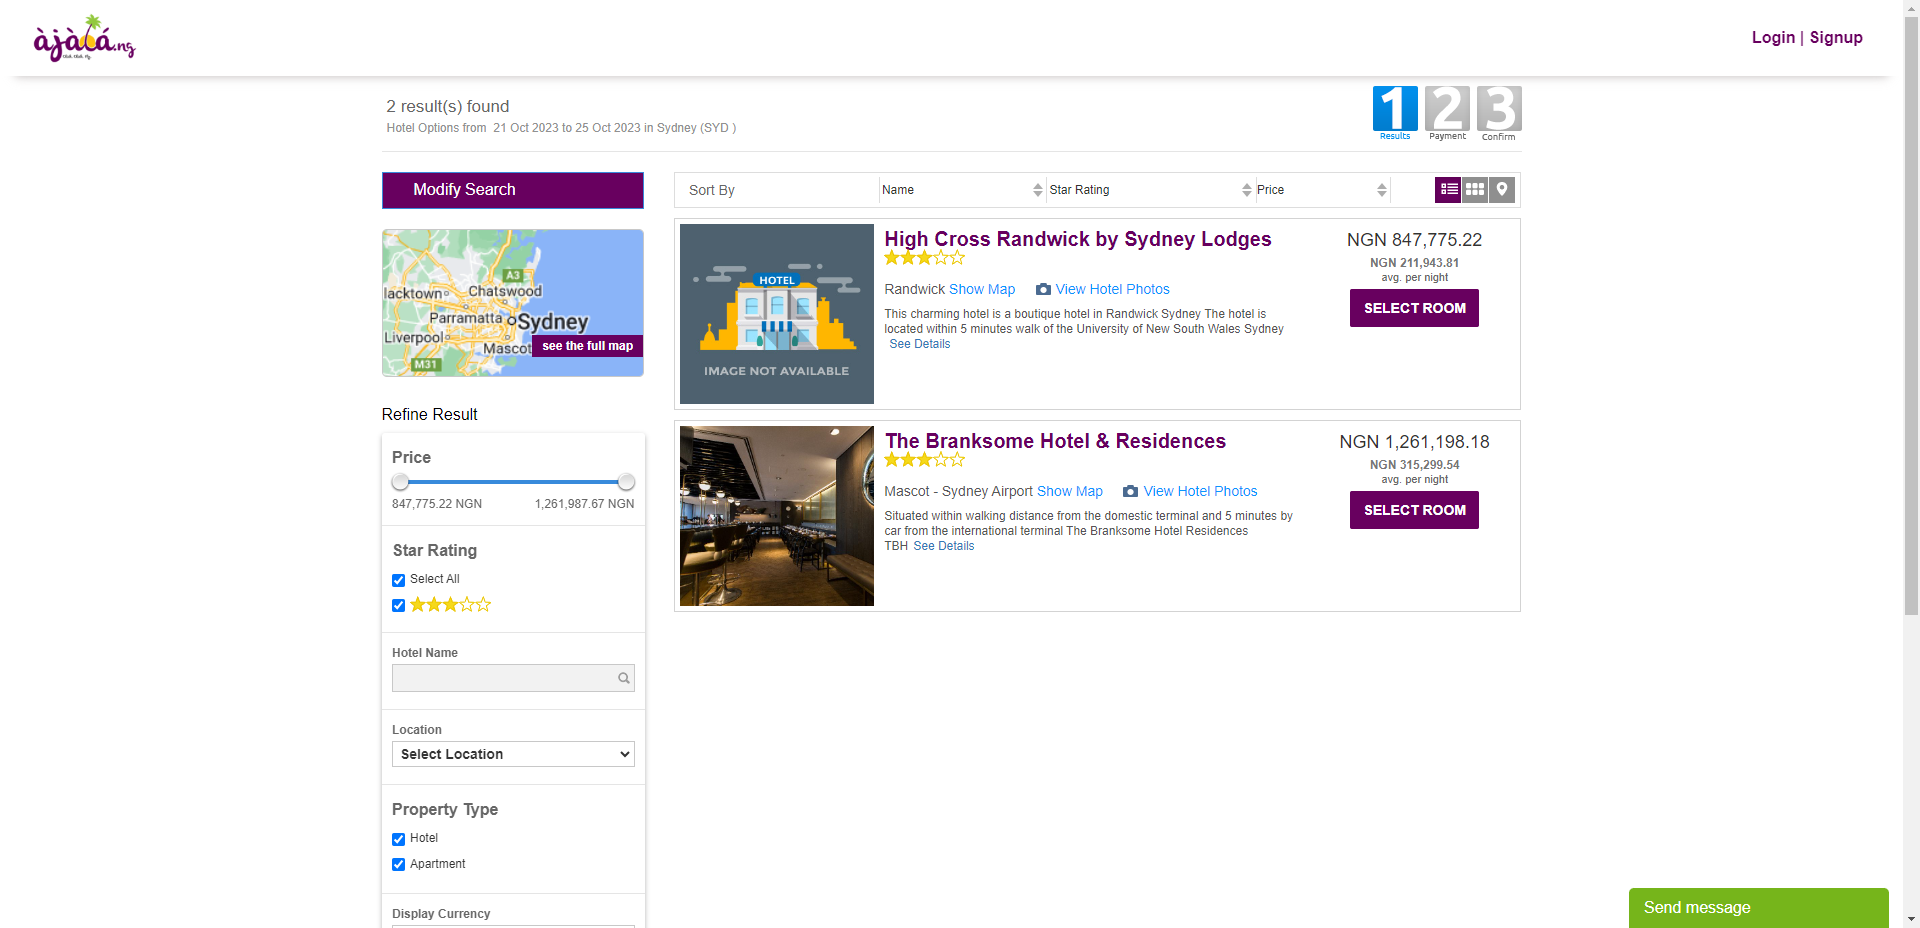 àjàlá.ng
Click. Click. Fly.
Login | Signup
2 result(s) found
Hotel Options from 21 Oct 2023 to 25 Oct 2023 in Sydney (SYD )
1 2 3
Results Payment Confirm
Modify Search
Sort By Name Star Rating Price
A3
lacktown Chatswood
Parramatta Sydney
Liverpool
Mascot
see the full map
M31
High Cross Randwick by Sydney Lodges
Randwick Show Map View Hotel Photos
This charming hotel is a boutique hotel in Randwick Sydney The hotel is
located within 5 minutes walk of the University of New South Wales Sydney
See Details
HOTEL
IMAGE NOT AVAILABLE
NGN 847,775.22
NGN 211,943.81
avg. per night
SELECT ROOM
The Branksome Hotel & Residences
Mascot - Sydney Airport Show Map View Hotel Photos
Situated within walking distance from the domestic terminal and 5 minutes by
car from the international terminal The Branksome Hotel Residences
TBH See Details
NGN 1,261,198.18
NGN 315,299.54
avg. per night
SELECT ROOM
Refine Result
Price
847,775.22 NGN 1,261,987.67 NGN
Star Rating
Select All
Hotel Name
Location
Select Location
Property Type
Hotel
Apartment
Display Currency
Send message